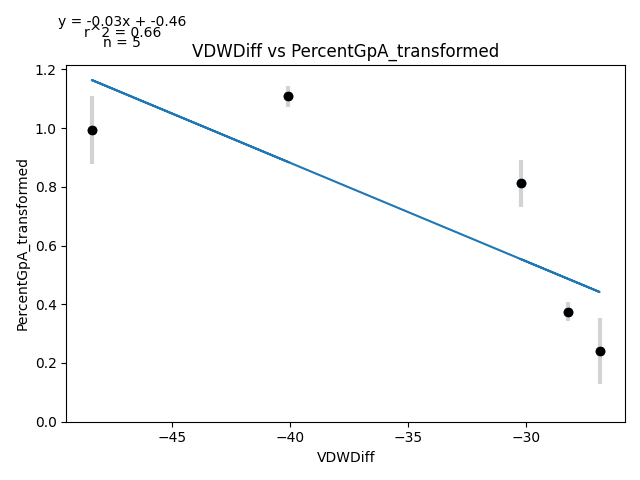 y = -0.03x + -0.46
r^2 = 0.66
n = 5
VDWDiff vs PercentGpA_transformed
1.2
1.0
0.8
0.6
0.4
0.2
0.0
PercentGpA_transformed
−45
−40
−35
−30
VDWDiff